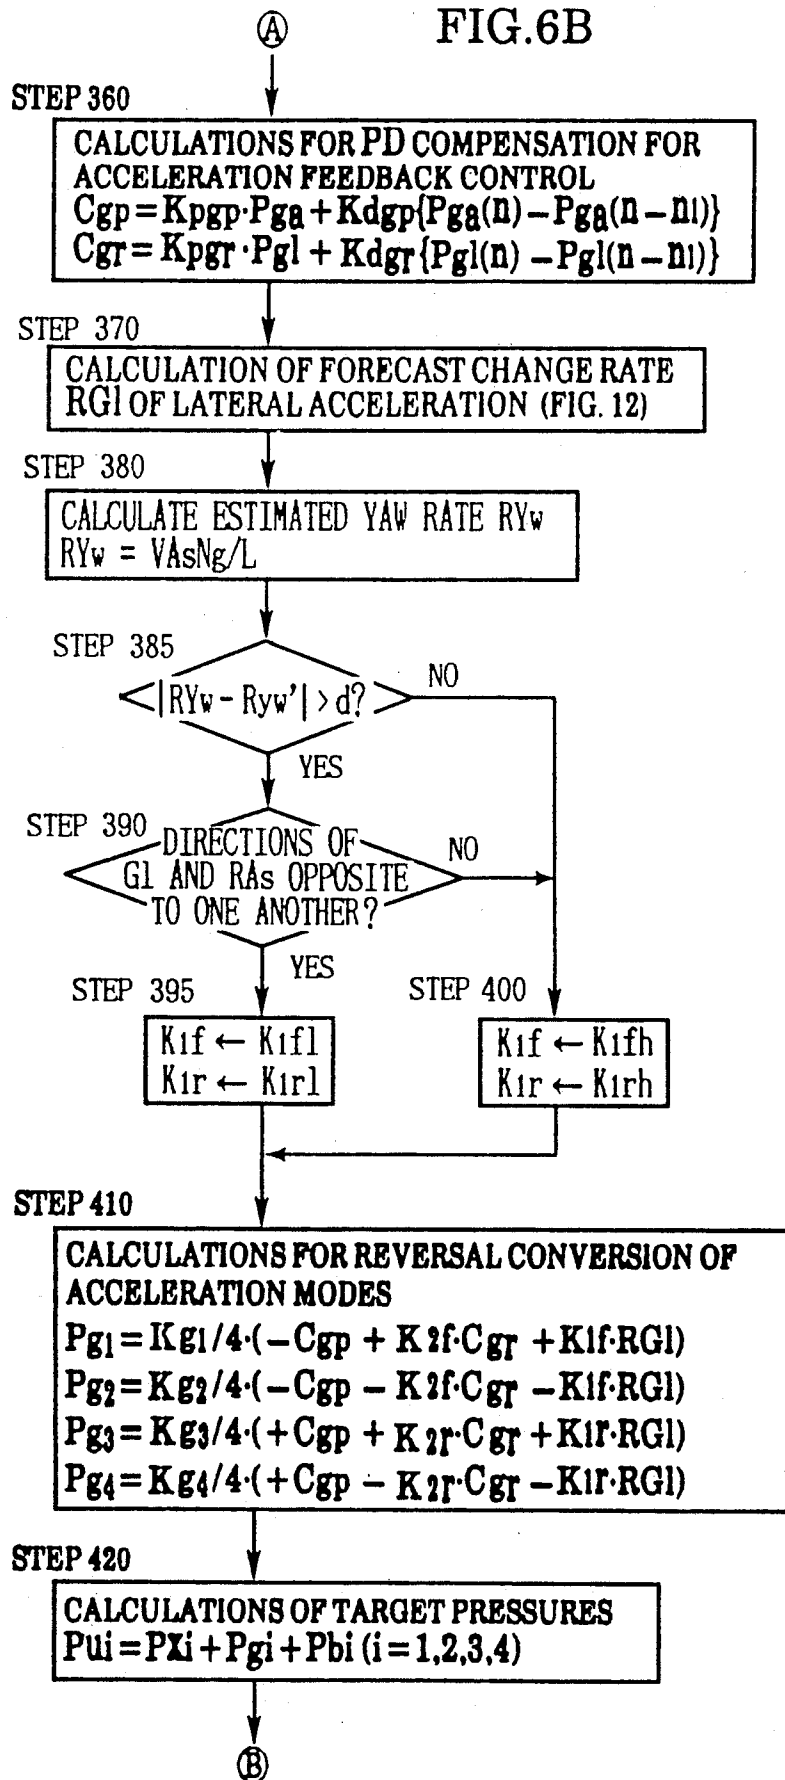 FIG.6B
A
STEP 360
CALCULATIONS FOR PD COMPENSATION FOR
ACCELERATION FEEDBACK CONTROL
Cgp=Kpgp·Pga+Kdgp{Pga(n)−Pga(n−n1)}
Cgr=Kpgr·Pgl+Kdgr{Pgl(n)−Pgl(n−n1)}
STEP 370
CALCULATION OF FORECAST CHANGE RATE
RGl OF LATERAL ACCELERATION (FIG. 12)
STEP 380
CALCULATE ESTIMATED YAW RATE RYw
RYw = VAsNg/L
STEP 385
|RYw - Ryw'| > d?
NO
YES
STEP 390
DIRECTIONS OF
Gl AND RAs OPPOSITE
TO ONE ANOTHER?
NO
YES
STEP 395
K1f ← K1fl
K1r ← K1rl
STEP 400
K1f ← K1fh
K1r ← K1rh
STEP 410
CALCULATIONS FOR REVERSAL CONVERSION OF
ACCELERATION MODES
Pg1=Kg1/4·(−Cgp + K2f·Cgr +K1f·RGl)
Pg2=Kg2/4·(−Cgp − K2f·Cgr −K1f·RGl)
Pg3=Kg3/4·(+Cgp + K2r·Cgr +K1r·RGl)
Pg4=Kg4/4·(+Cgp − K2r·Cgr −K1r·RGl)
STEP 420
CALCULATIONS OF TARGET PRESSURES
Pui=PXi+Pgi+Pbi (i=1,2,3,4)
B